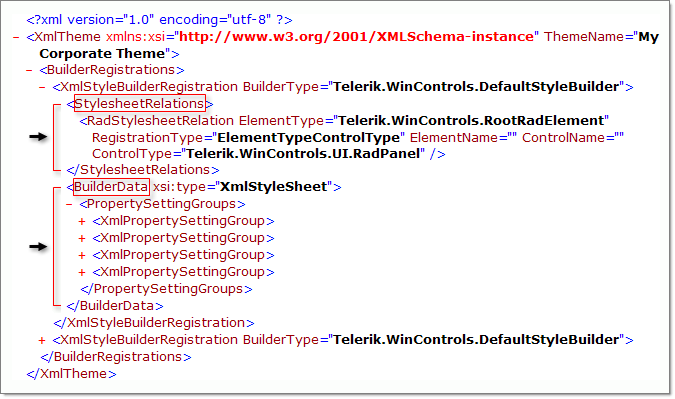 <?xml version="1.0" encoding="utf-8" ?>
- <XmlTheme xmlns:xsi="http://www.w3.org/2001/XMLSchema-instance" ThemeName="My
Corporate Theme">
- <BuilderRegistrations>
- <XmlStyleBuilderRegistration BuilderType="Telerik.WinControls.DefaultStyleBuilder">
<StylesheetRelations>
<RadStylesheetRelation ElementType="Telerik.WinControls.RootRadElement"
RegistrationType="ElementTypeControlType" ElementName="" ControlName=""
ControlType="Telerik.WinControls.UI.RadPanel" />
</StylesheetRelations>
<BuilderData xsi:type="XmlStyleSheet">
- <PropertySettingGroups>
+ <XmlPropertySettingGroup>
+ <XmlPropertySettingGroup>
+ <XmlPropertySettingGroup>
+ <XmlPropertySettingGroup>
</PropertySettingGroups>
</BuilderData>
</XmlStyleBuilderRegistration>
+ <XmlStyleBuilderRegistration BuilderType="Telerik.WinControls.DefaultStyleBuilder">
</BuilderRegistrations>
</XmlTheme>